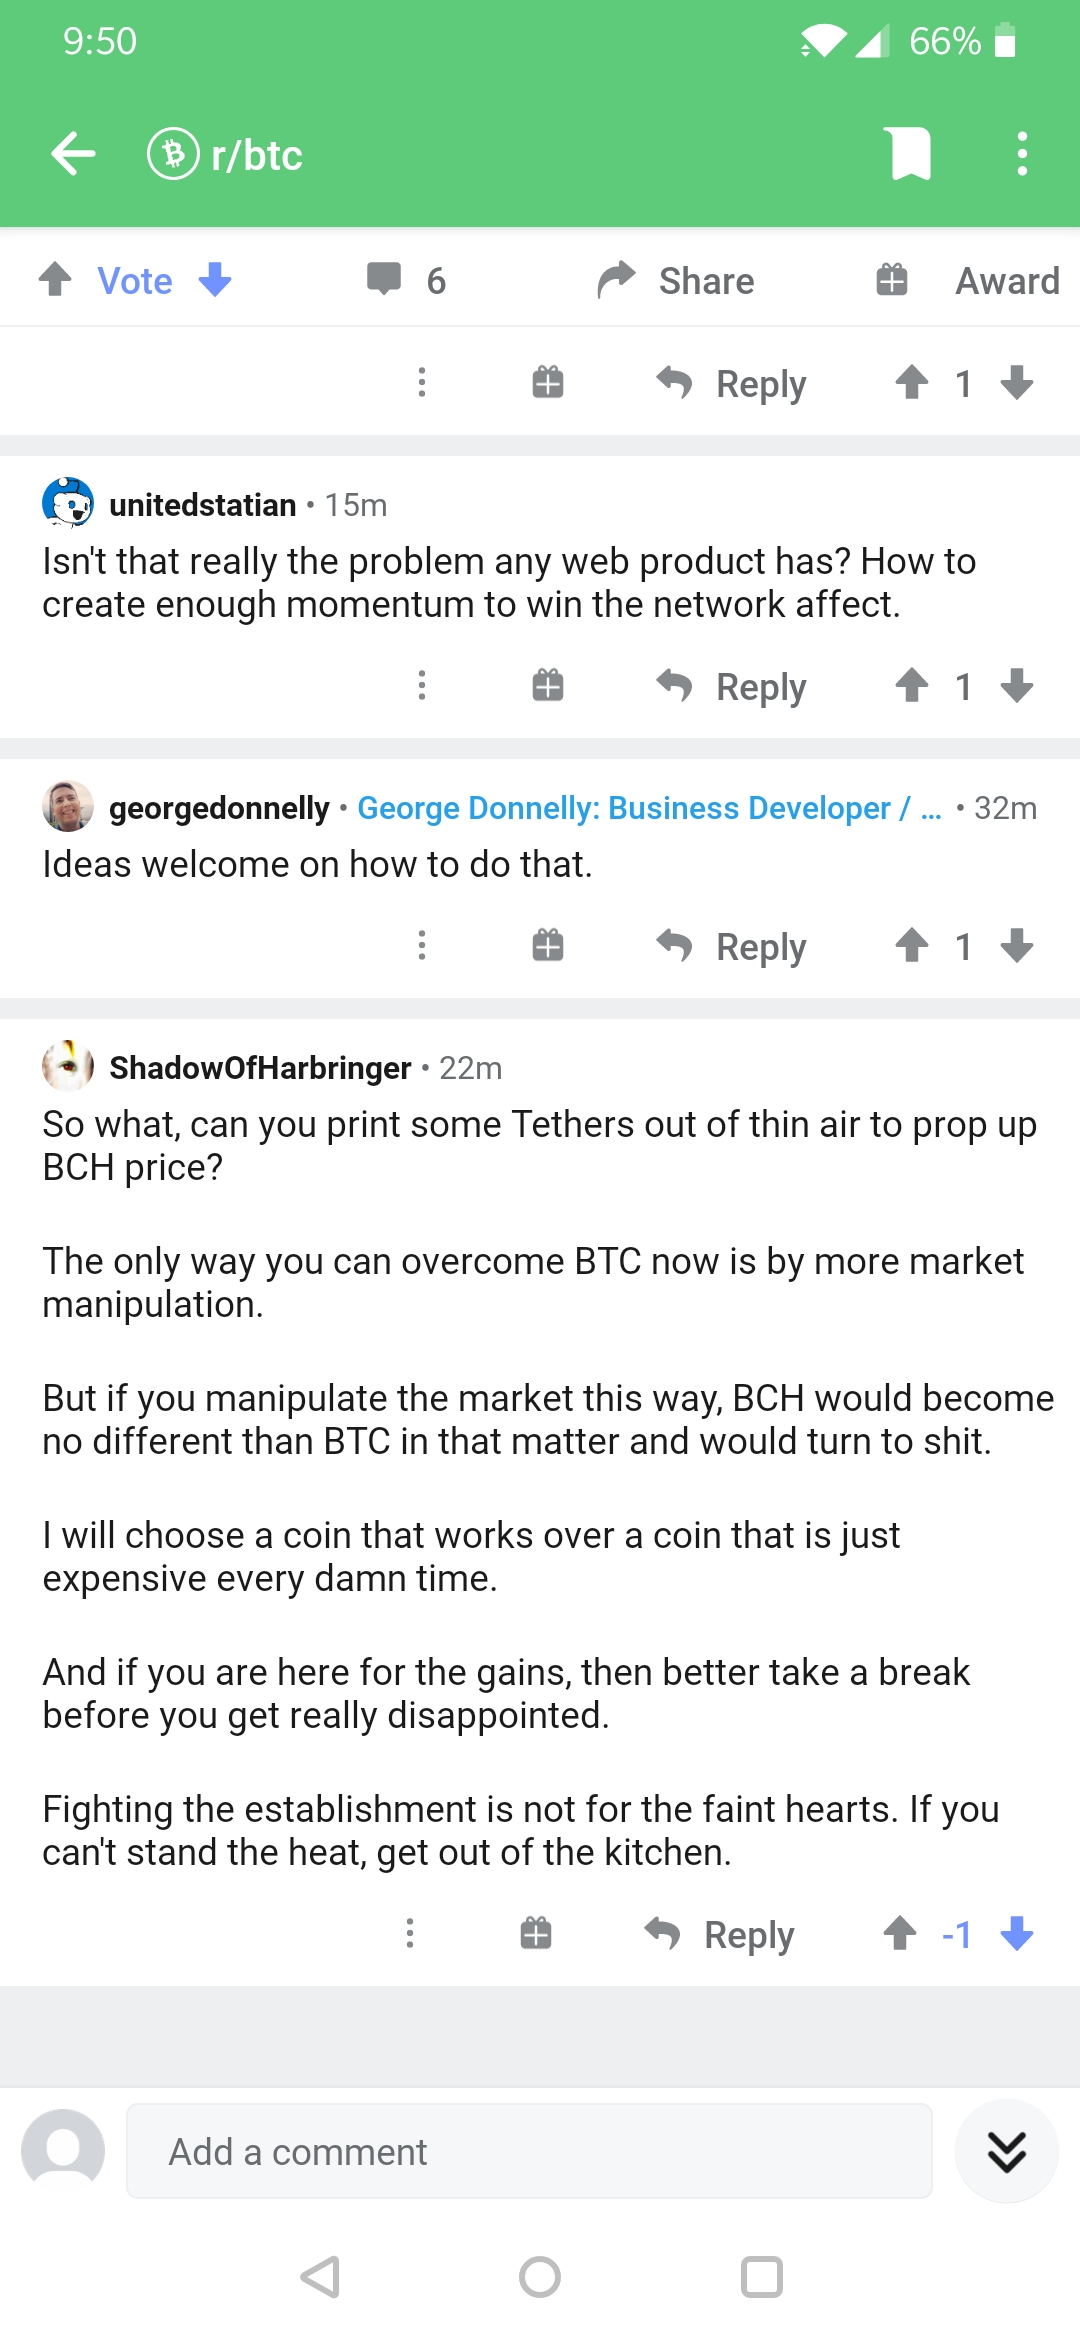 9:50
66%
r/btc
Vote
6
Share
Award
Reply
1
unitedstatian • 15m
Isn't that really the problem any web product has? How to
create enough momentum to win the network affect.
Reply
1
georgedonnelly • George Donnelly: Business Developer / ... • 32m
Ideas welcome on how to do that.
Reply
1
ShadowOfHarbringer • 22m
So what, can you print some Tethers out of thin air to prop up
BCH price?
The only way you can overcome BTC now is by more market
manipulation.
But if you manipulate the market this way, BCH would become
no different than BTC in that matter and would turn to shit.
I will choose a coin that works over a coin that is just
expensive every damn time.
And if you are here for the gains, then better take a break
before you get really disappointed.
Fighting the establishment is not for the faint hearts. If you
can't stand the heat, get out of the kitchen.
Reply
-1
Add a comment